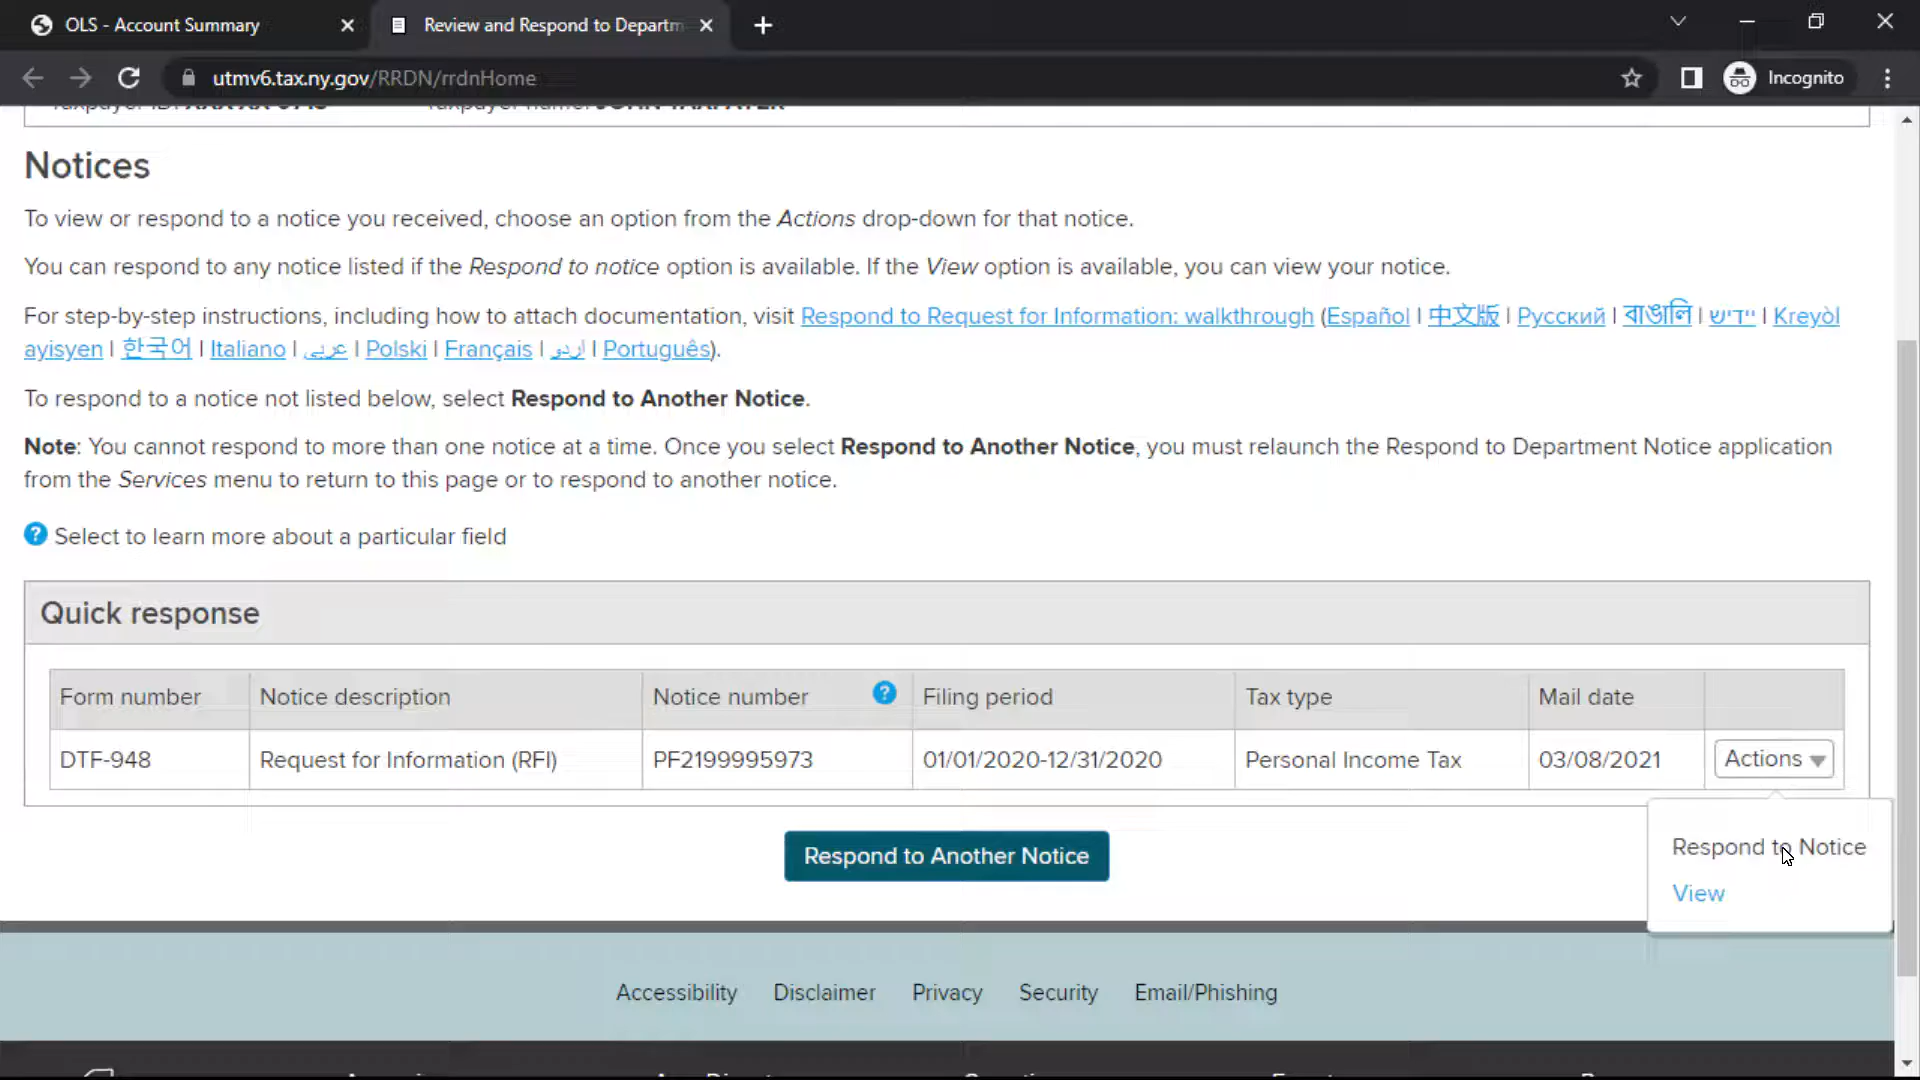 OLS - Account Summary
Review and Respond to Departm
utmv6.tax.ny.gov/RRDN/rrdnHome
Incognito
Notices
To view or respond to a notice you received, choose an option from the Actions drop-down for that notice.
You can respond to any notice listed if the Respond to notice option is available. If the View option is available, you can view your notice.
For step-by-step instructions, including how to attach documentation, visit Respond to Request for Information: walkthrough (Español | 中文版 | Русский | বাঙালি | ייִדיש | Kreyòl
ayisyen | 한국어 | Italiano | عربى | Polski | Français | اردو | Português).
To respond to a notice not listed below, select Respond to Another Notice.
Note: You cannot respond to more than one notice at a time. Once you select Respond to Another Notice, you must relaunch the Respond to Department Notice application
from the Services menu to return to this page or to respond to another notice.
? Select to learn more about a particular field
Quick response
Form number Notice description Notice number ? Filing period Tax type Mail date
DTF-948 Request for Information (RFI) PF2199995973 01/01/2020-12/31/2020 Personal Income Tax 03/08/2021 Actions
Respond to Another Notice
Respond to Notice
View
Accessibility Disclaimer Privacy Security Email/Phishing